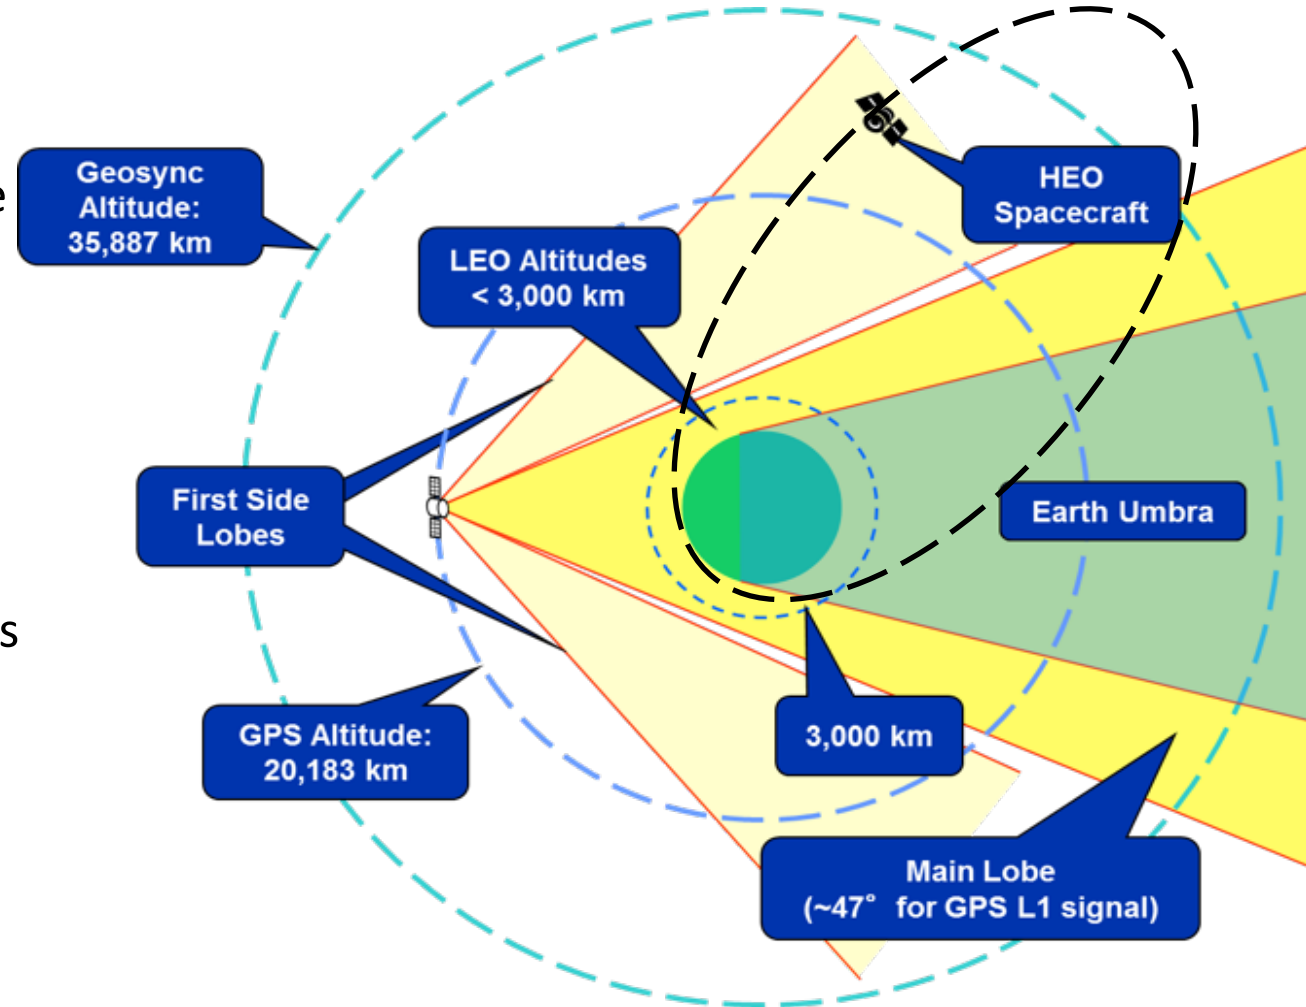 Geosync
Altitude:
35,887 km
e
HEO
Spacecraft
LEO Altitudes
< 3,000 km
First Side
Lobes
Earth Umbra
s
GPS Altitude:
20,183 km
3,000 km
Main Lobe
(~47° for GPS L1 signal)